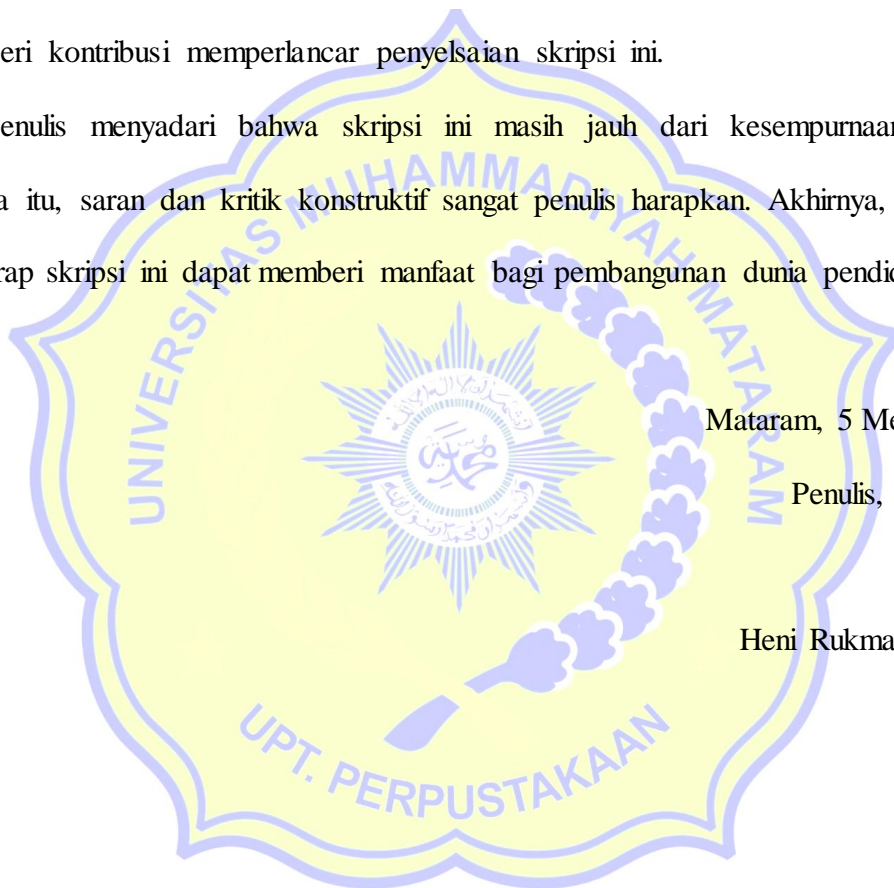 eri kontribusi memperlancar penyelsaian skripsi ini.
enulis menyadari bahwa skripsi ini masih jauh dari kesempurnaan
a itu, saran dan kritik konstruktif sangat penulis harapkan. Akhirnya,
rap skripsi ini dapat memberi manfaat bagi pembangunan dunia pendid
Mataram, 5 Me
Penulis,
Heni Rukma
UNIVERSITAS MUHAMMADIYAH MATARAM
UPT. PERPUSTAKAAN